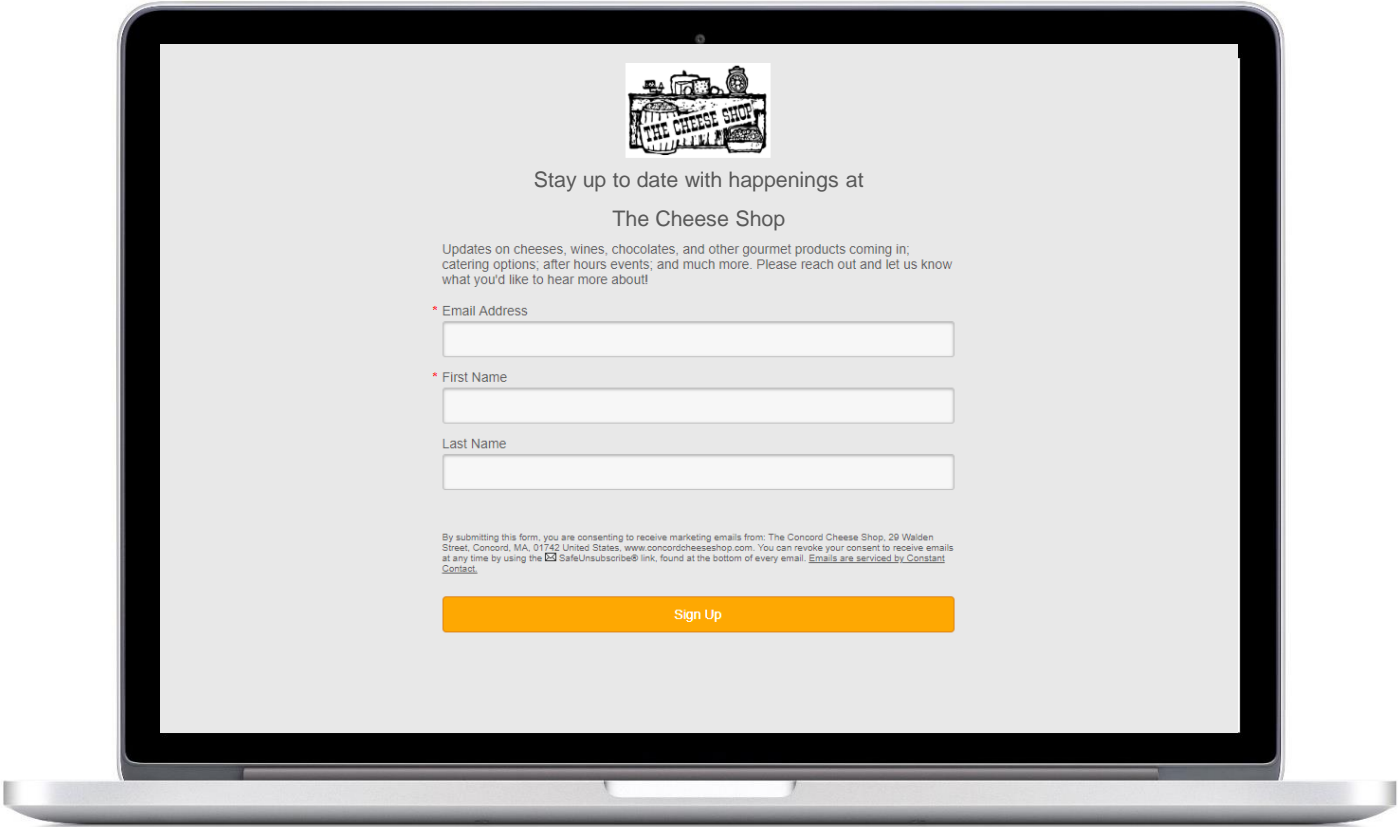 THE CHEESE SHOP
Stay up to date with happenings at
The Cheese Shop
Updates on cheeses, wines, chocolates, and other gourmet products coming in;
catering options; after hours events; and much more. Please reach out and let us know
what you'd like to hear more about!
* Email Address
* First Name
Last Name
By submitting this form, you are consenting to receive marketing emails from: The Concord Cheese Shop, 29 Walden
Street, Concord, MA, 01742 United States, www.concordcheeseshop.com. You can revoke your consent to receive emails
at any time by using the SafeUnsubscribe® link, found at the bottom of every email. Emails are serviced by Constant
Contact.
Sign Up